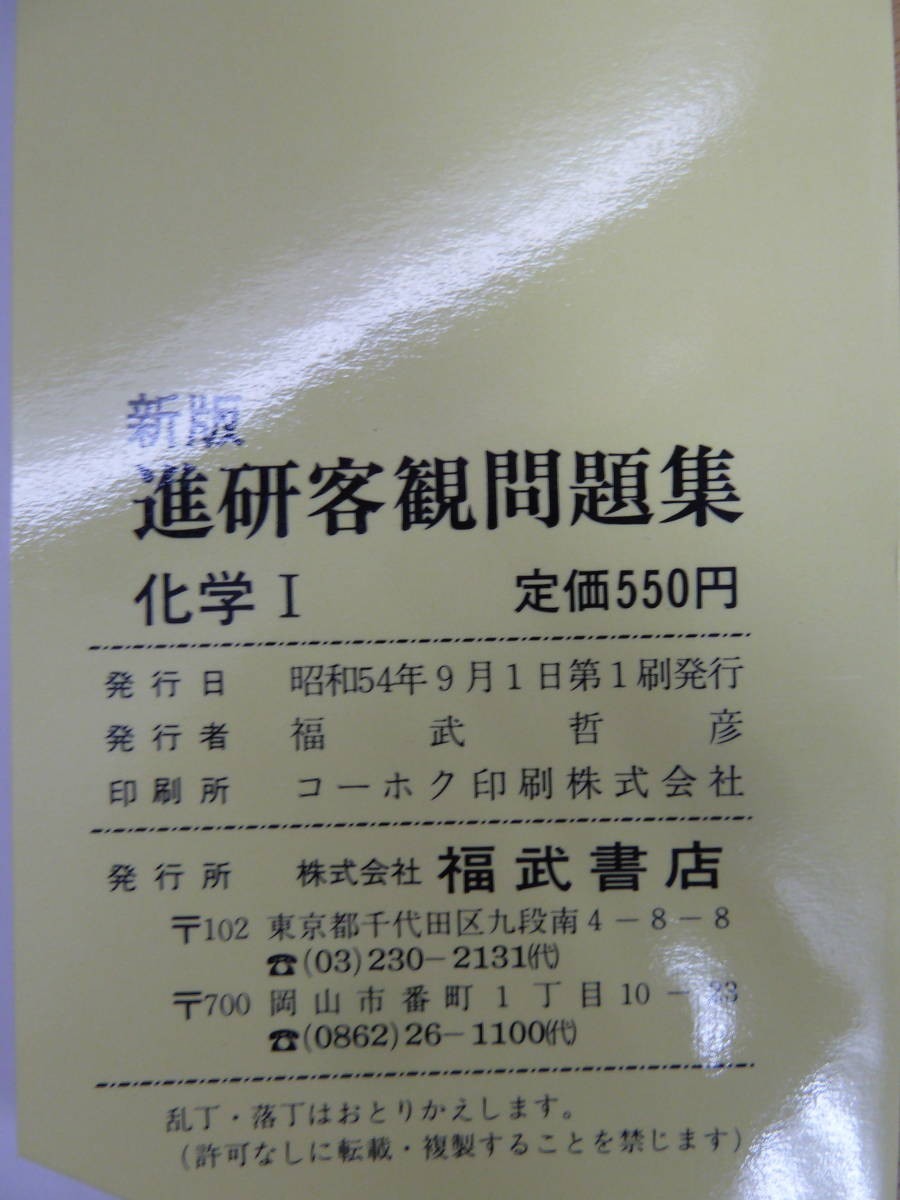 新版
進研客観問題集
化学Ⅰ 定価550円
発行日 昭和54年9月1日第1刷発行
発行者 福武哲彦
印刷所 コーホク印刷株式会社
発行所 株式会社 福武書店
〒102 東京都千代田区九段南4-8-8
☎(03)230-2131㈹
〒700 岡山市番町1丁目10-23
☎(0862)26-1100㈹
乱丁・落丁はおとりかえします。
(許可なしに転載・複製することを禁じます)